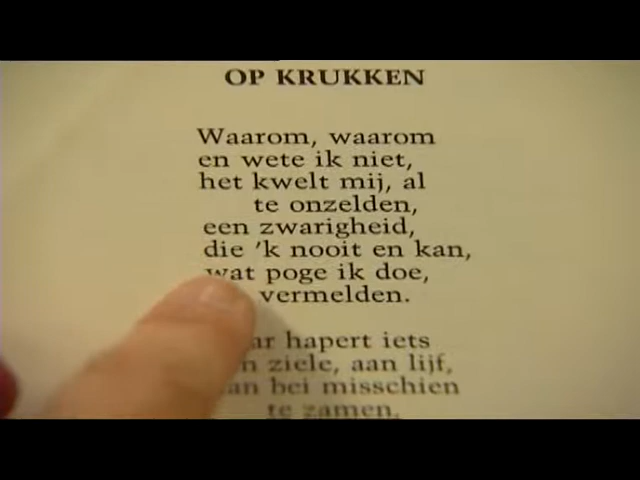 OP KRUKKEN
Waarom, waarom
en wete ik niet,
het kwelt mij, al
te onzelden,
een zwarigheid,
die 'k nooit en kan,
wat poge ik doe,
vermelden.
hapert iets
ziele, aan lijf,
bei misschien
te zamen.